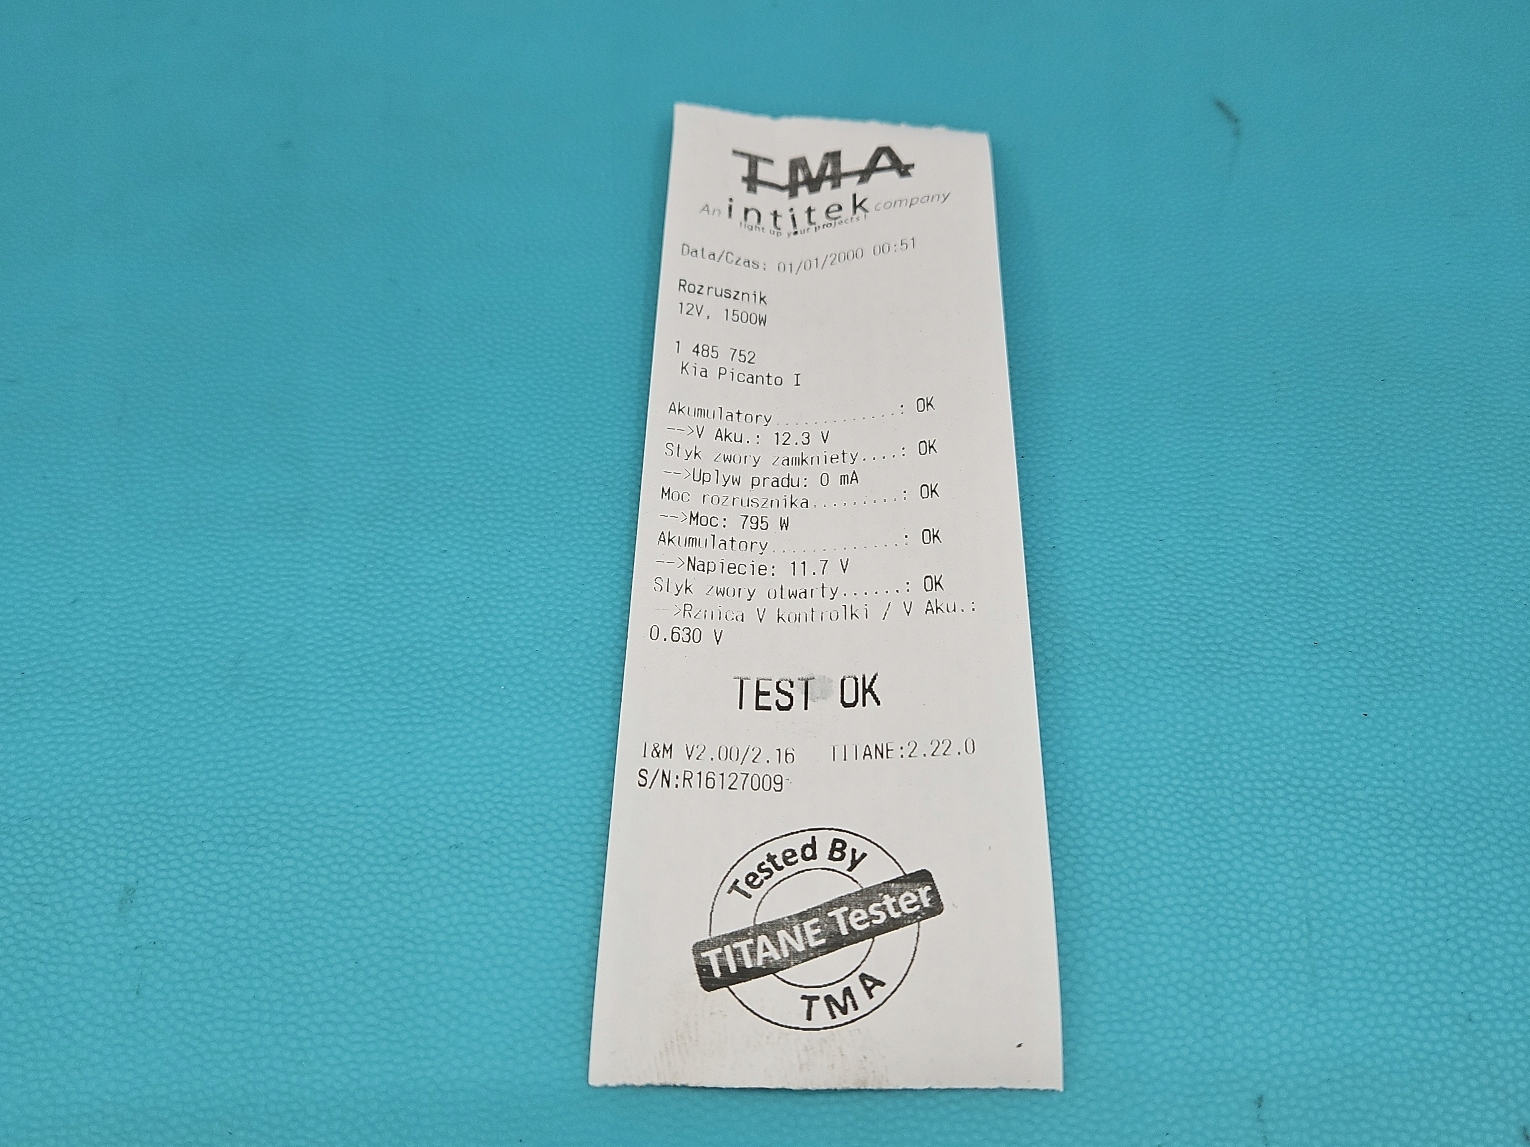 TMA
An intitek company
light up your projects!
Data/Czas: 01/01/2000 00:51
Rozrusznik
12V, 1500W
1 485 752
Kia Picanto I
Akumulatory.............: OK
-->V Aku.: 12.3 V
Styk zwory zamkniety....: OK
-->Uplyw pradu: 0 mA
Moc rozrusznika.........: OK
-->Moc: 795 W
Akumulatory.............: OK
-->Napiecie: 11.7 V
Styk zwory otwarty......: OK
-->Rznica V kontrolki / V Aku.:
0.630 V
TEST OK
I&M V2.00/2.16 TITANE:2.22.0
S/N:R16127009
Tested By
TITANE Tester
TMA